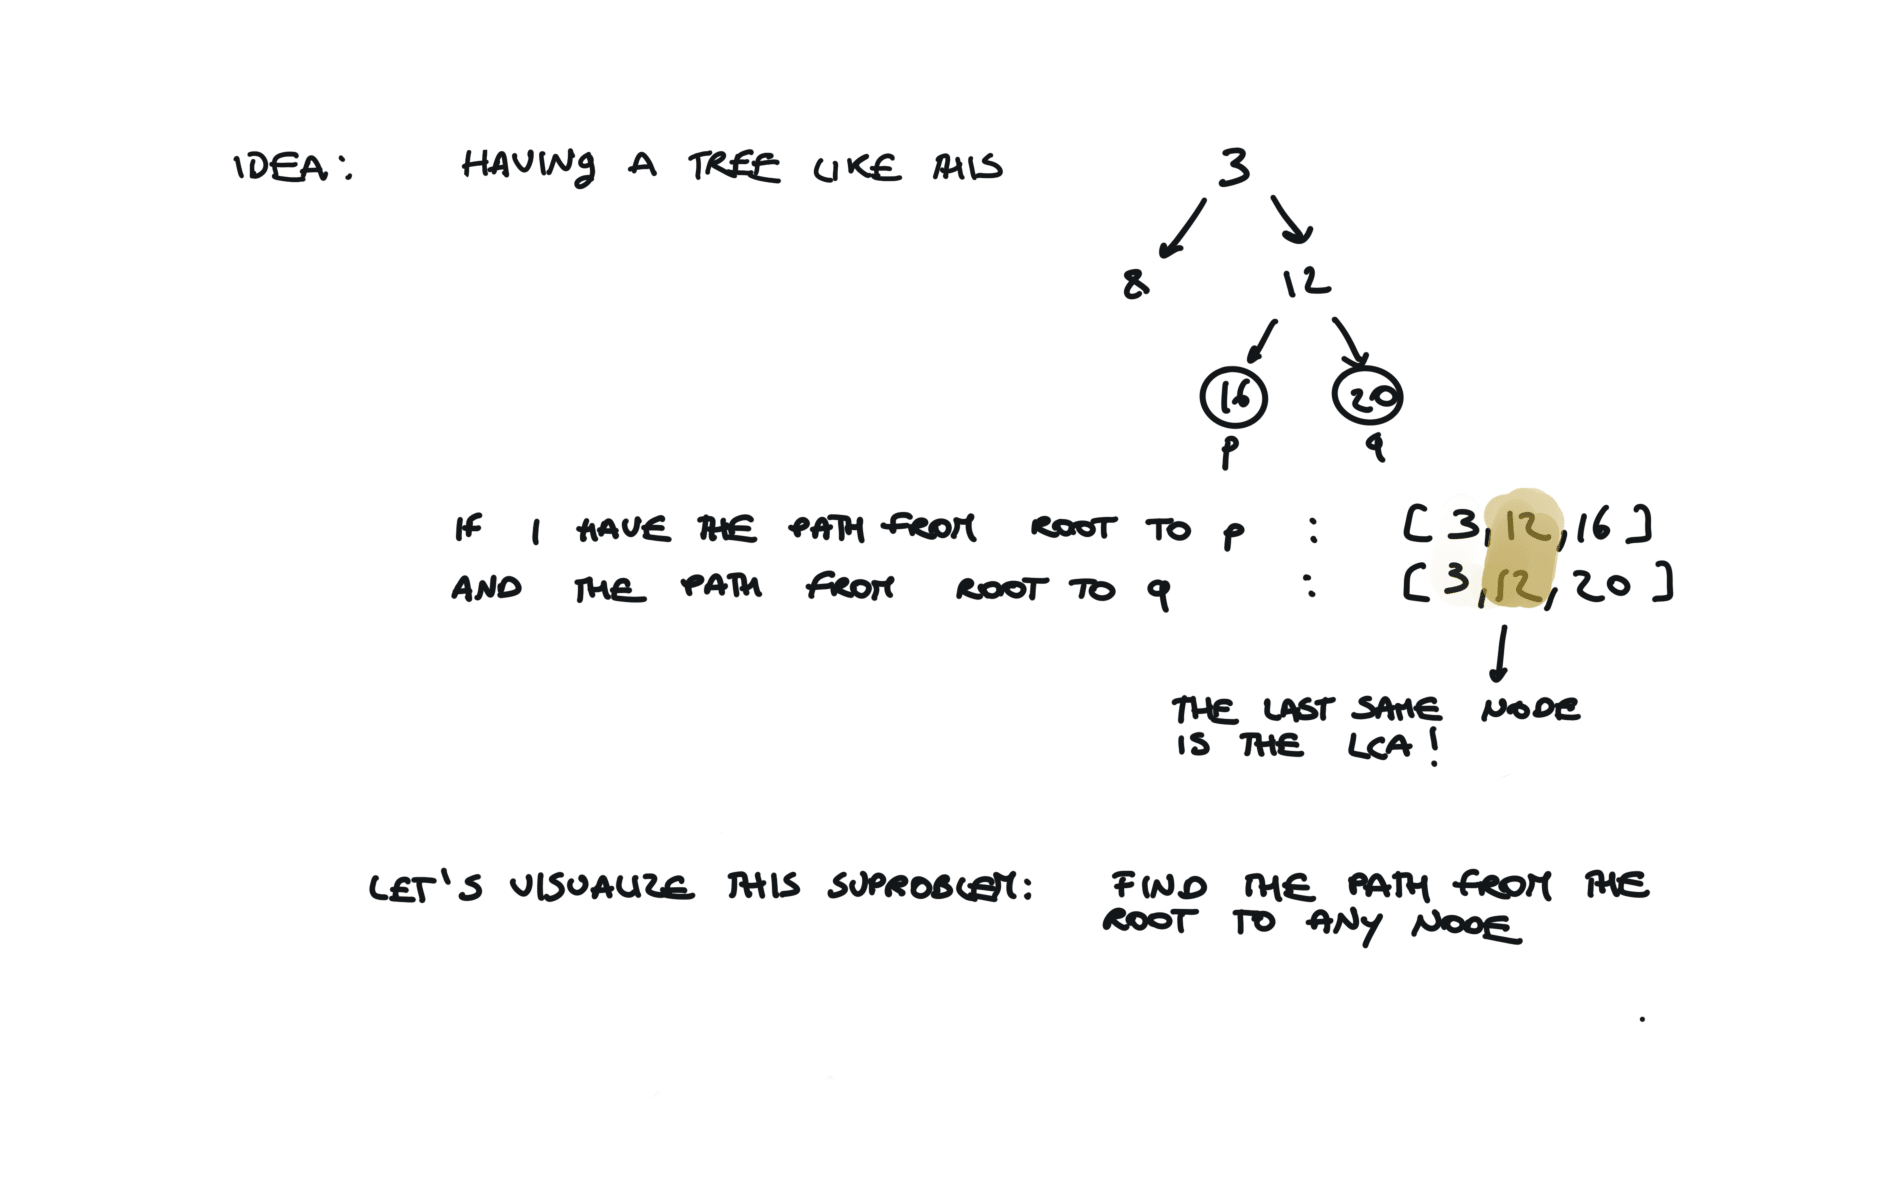 IDEA: HAVING A TREE LIKE THIS 3
8 12
16 20
p q
IF I HAVE THE PATH FROM ROOT TO p : [3,12,16]
AND THE PATH FROM ROOT TO q : [3,12,20]
THE LAST SAME NODE
IS THE LCA!
LET'S VISUALIZE THIS SUPROBLEM: FIND THE PATH FROM THE
ROOT TO ANY NODE